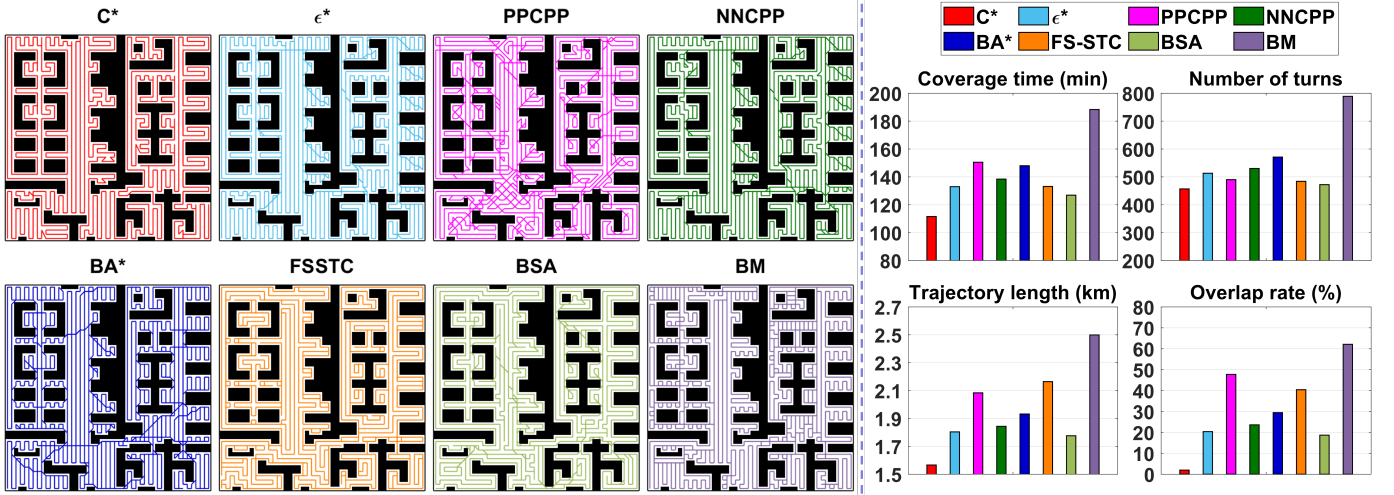 C*
ϵ*
PPCPP
NNCPP
BA*
FSSTC
BSA
BM
C*
ϵ*
PPCPP
NNCPP
BA*
FS-STC
BSA
BM
Coverage time (min)
200
180
160
140
120
100
80
Number of turns
800
700
600
500
400
300
200
Trajectory length (km)
2.7
2.5
2.3
2.1
1.9
1.7
1.5
Overlap rate (%)
80
70
60
50
40
30
20
10
0